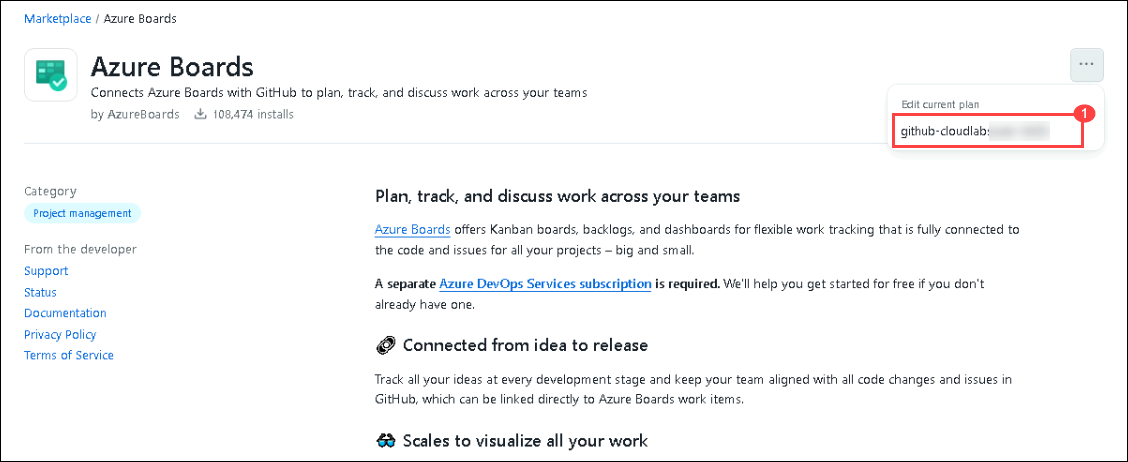 Marketplace / Azure Boards
Azure Boards
Connects Azure Boards with GitHub to plan, track, and discuss work across your teams
by AzureBoards 108,474 installs
...
Edit current plan
1
github-cloudlabs
Category
Project management
From the developer
Support
Status
Documentation
Privacy Policy
Terms of Service
Plan, track, and discuss work across your teams
Azure Boards offers Kanban boards, backlogs, and dashboards for flexible work tracking that is fully connected to
the code and issues for all your projects – big and small.
A separate Azure DevOps Services subscription is required. We'll help you get started for free if you don't
already have one.
Connected from idea to release
Track all your ideas at every development stage and keep your team aligned with all code changes and issues in
GitHub, which can be linked directly to Azure Boards work items.
Scales to visualize all your work